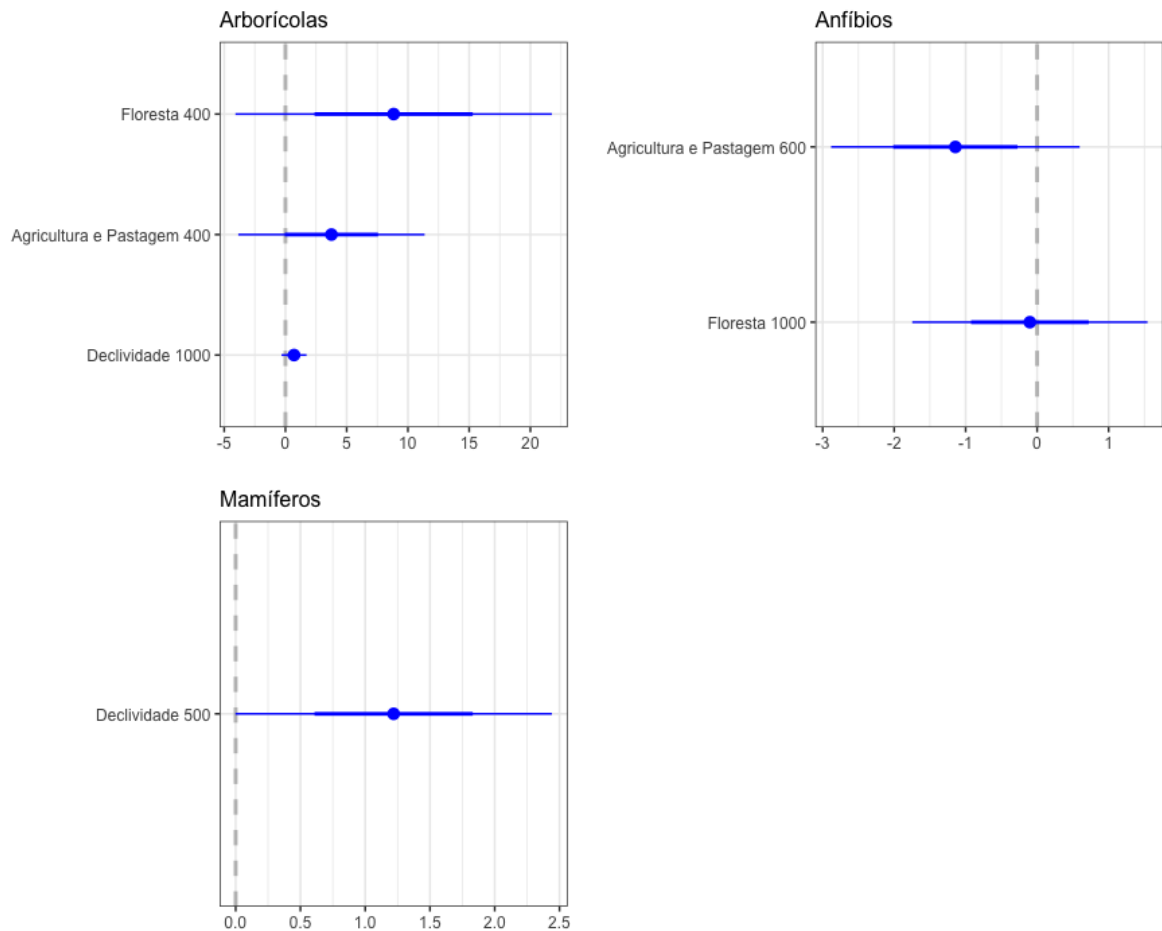 Arborícolas
Floresta 400
Agricultura e Pastagem 400
Declividade 1000
-5 0 5 10 15 20
Anfíbios
Agricultura e Pastagem 600
Floresta 1000
-3 -2 -1 0 1
Mamíferos
Declividade 500
0.0 0.5 1.0 1.5 2.0 2.5